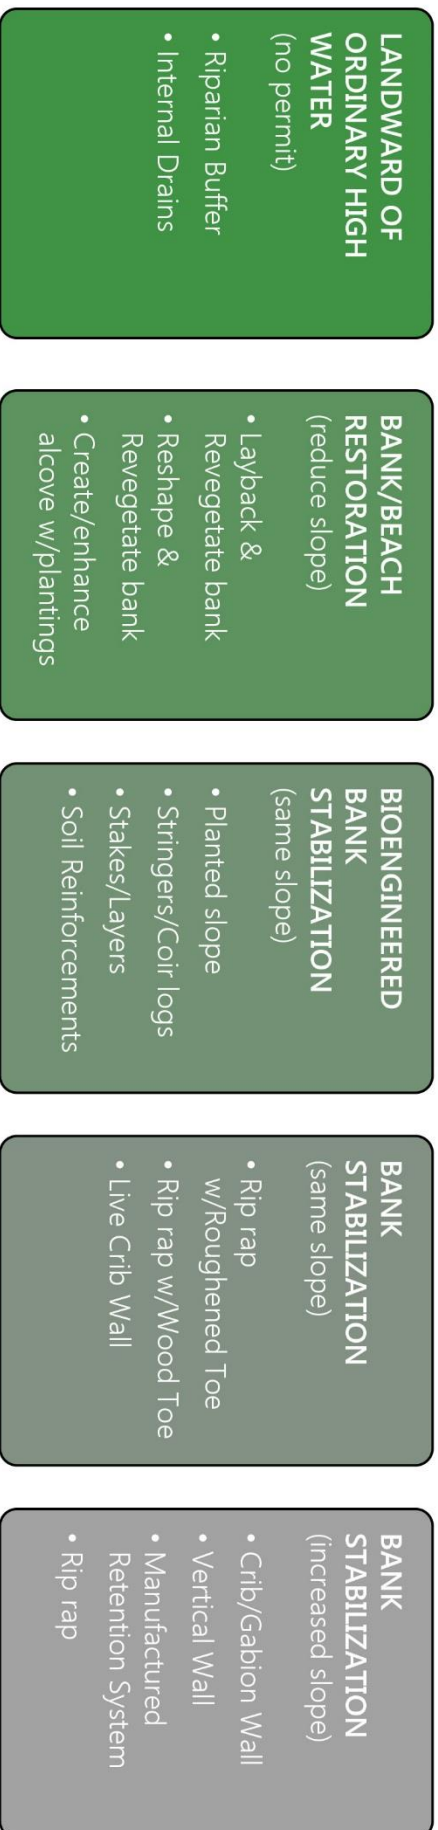 LANDWARD OF
ORDINARY HIGH
WATER
(no permit)
• Riparian Buffer
• Internal Drains
BANK/BEACH
RESTORATION
(reduce slope)
• Layback &
Revegetate bank
• Reshape &
Revegetate bank
• Create/enhance
alcove w/plantings
BIOENGINEERED
BANK
STABILIZATION
(same slope)
• Planted slope
• Stringers/Coir logs
• Stakes/Layers
• Soil Reinforcements
BANK
STABILIZATION
(same slope)
• Rip rap
w/Roughened Toe
• Rip rap w/Wood Toe
• Live Crib Wall
BANK
STABILIZATION
(increased slope)
• Crib/Gabion Wall
• Vertical Wall
• Manufactured
Retention System
• Rip rap